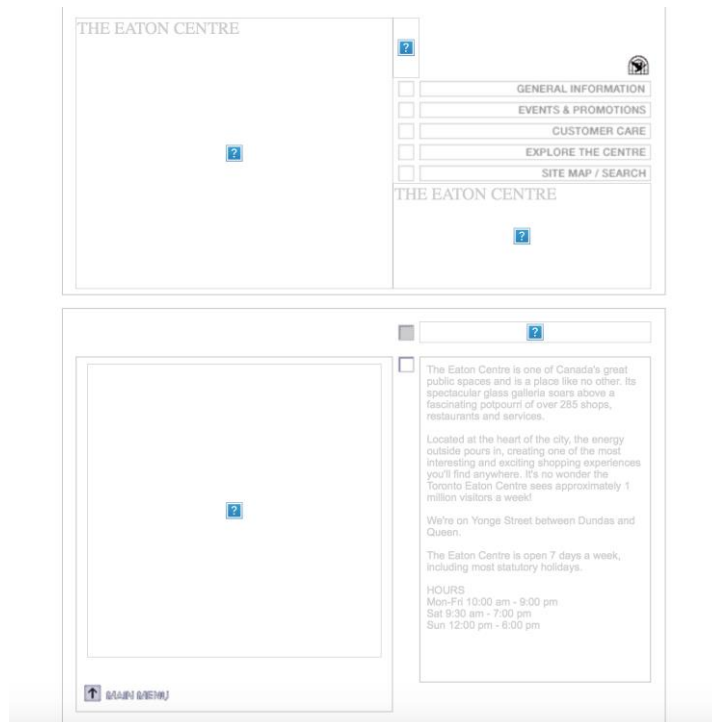 THE EATON CENTRE
GENERAL INFORMATION
EVENTS & PROMOTIONS
CUSTOMER CARE
EXPLORE THE CENTRE
SITE MAP / SEARCH
THE EATON CENTRE
The Eaton Centre is one of Canada's great
public spaces and is a place like no other. Its
spectacular glass galleria soars above a
fascinating potpourri of over 285 shops,
restaurants and services.
Located at the heart of the city, the energy
outside pours in, creating one of the most
interesting and exciting shopping experiences
you'll find anywhere. It's no wonder the
Toronto Eaton Centre sees approximately 1
million visitors a week!
We're on Yonge Street between Dundas and
Queen.
The Eaton Centre is open 7 days a week,
including most statutory holidays.
HOURS
Mon-Fri 10:00 am - 9:00 pm
Sat 9:30 am - 7:00 pm
Sun 12:00 pm - 6:00 pm
MAIN MENU